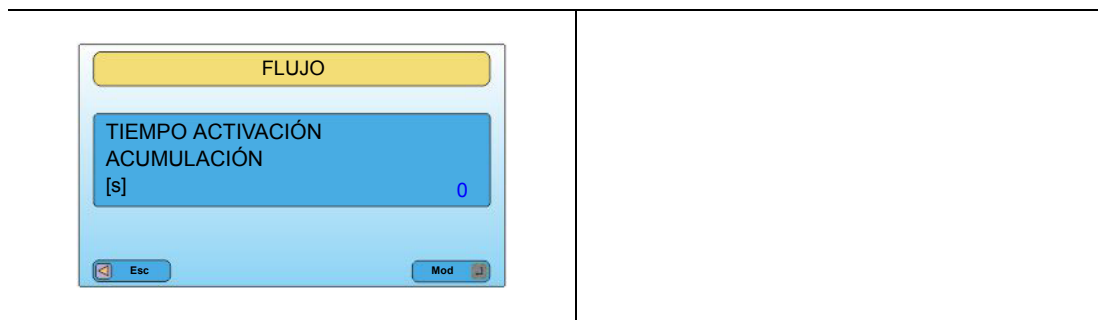 FLUJO
TIEMPO ACTIVACIÓN
ACUMULACIÓN
[s] 0
Esc Mod